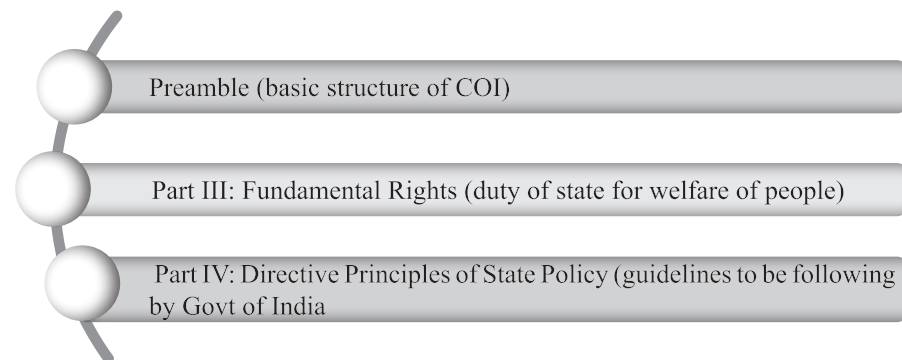 Preamble (basic structure of COI)
Part III: Fundamental Rights (duty of state for welfare of people)
Part IV: Directive Principles of State Policy (guidelines to be following
by Govt of India